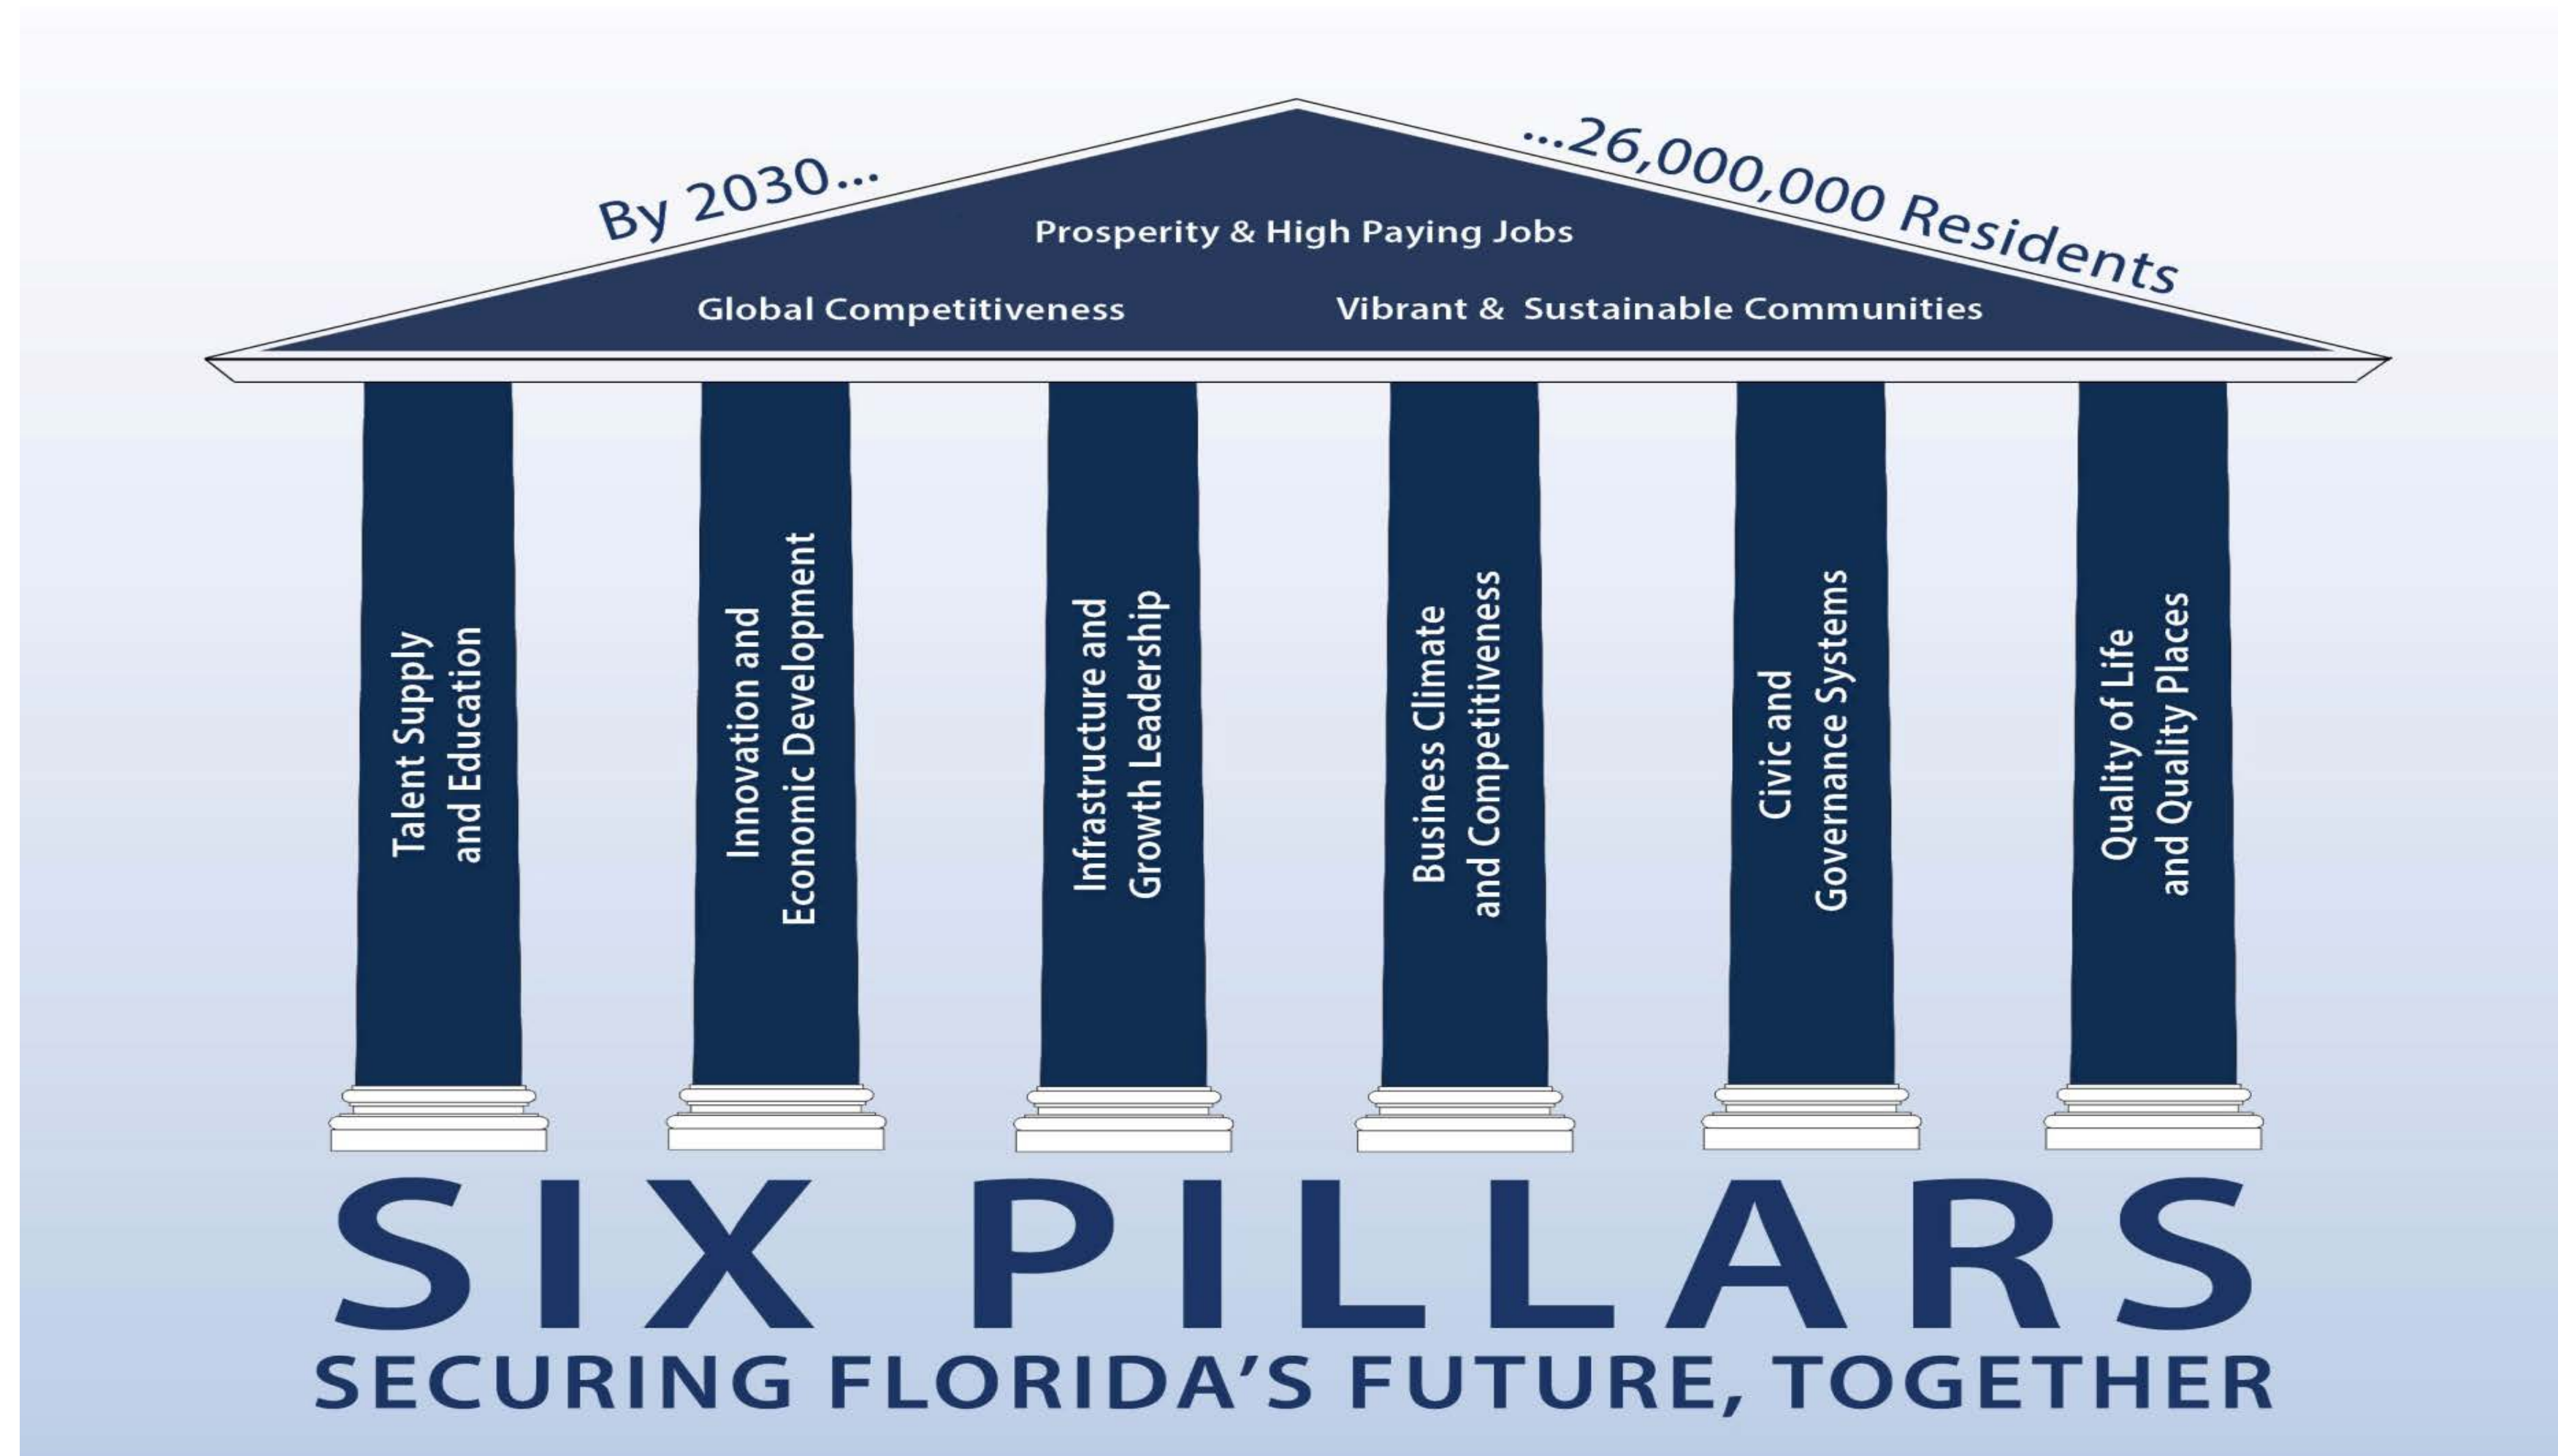 By 2030...
...26,000,000 Residents
Prosperity & High Paying Jobs
Global Competitiveness
Vibrant & Sustainable Communities
Talent Supply
and Education
Innovation and
Economic Development
Infrastructure and
Growth Leadership
Business Climate
and Competitiveness
Civic and
Governance Systems
Quality of Life
and Quality Places
SIX PILLARS
SECURING FLORIDA'S FUTURE, TOGETHER